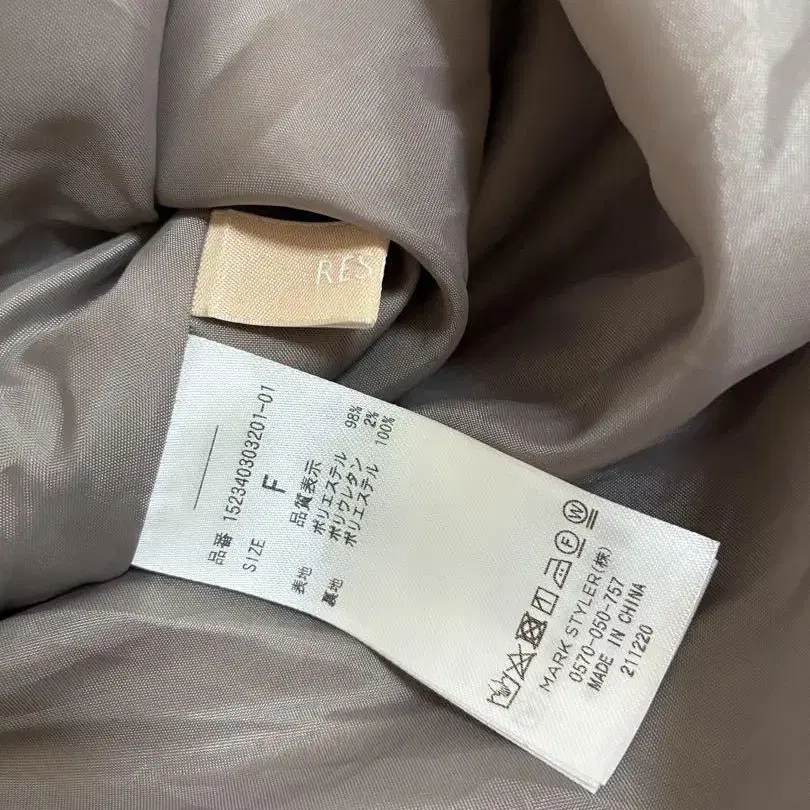 RES
品番 152340303201-01
SIZE F
品質表示
表地 ポリエステル 98%
ポリウレタン 2%
裏地 ポリエステル 100%
F W
MARK STYLER(株)
0570-050-757
MADE IN CHINA
211220